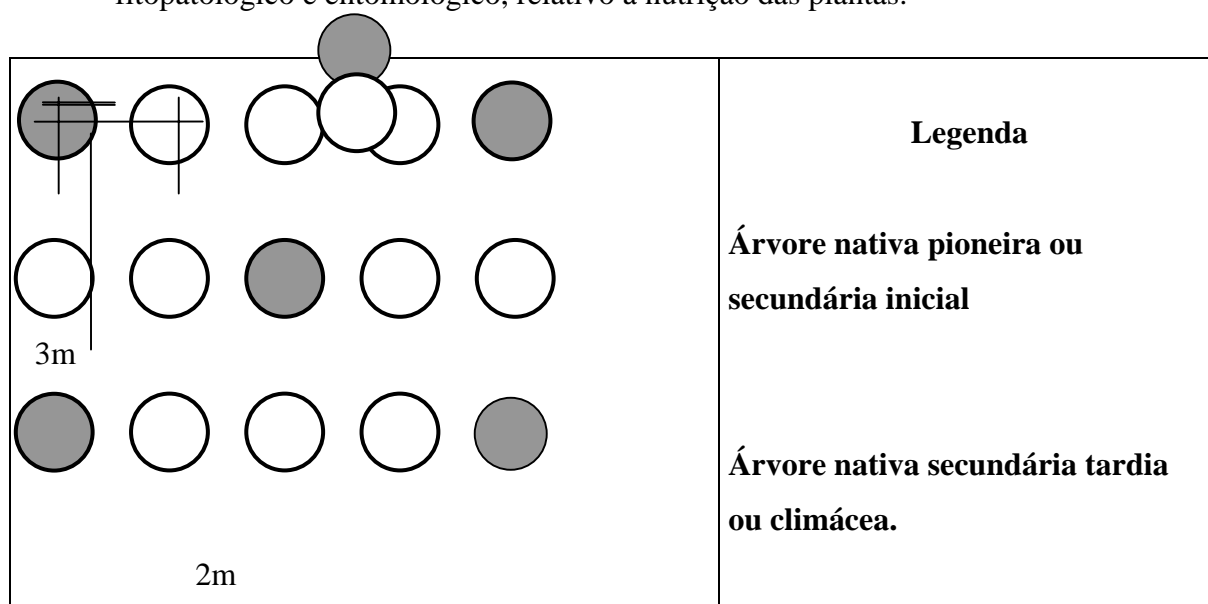 fitopatológico e entomológico, relativo à nutrição das plantas.
Legenda
Árvore nativa pioneira ou
secundária inicial
3m
Árvore nativa secundária tardia
ou climácea.
2m